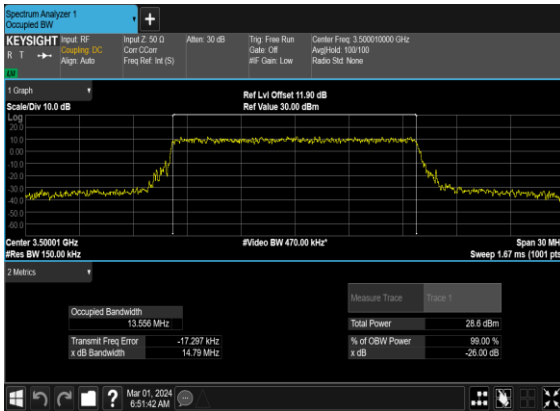 Spectrum Analyzer 1
Occupied BW
KEYSIGHT Input: RF Input Z: 50 Ω Atten: 30 dB Trig: Free Run Center Freq: 3.500010000 GHz
R T Coupling: DC Corr CCorr Gate: Off Avg|Hold: 100/100
Align: Auto Freq Ref: Int (S) #IF Gain: Low Radio Std: None
LXI
1 Graph
Ref Lvl Offset 11.90 dB
Scale/Div 10.0 dB Ref Value 30.00 dBm
Log
20.0
10.0
0.00
-10.0
-20.0
-30.0
-40.0
-50.0
-60.0
Center 3.50001 GHz #Video BW 470.00 kHz* Span 30 MH
#Res BW 150.00 kHz Sweep 1.67 ms (1001 pts
2 Metrics
Measure Trace Trace 1
Occupied Bandwidth
13.556 MHz Total Power 28.6 dBm
Transmit Freq Error -17.297 kHz % of OBW Power 99.00 %
x dB Bandwidth 14.79 MHz x dB -26.00 dB
? Mar 01, 2024
6:51:42 AM